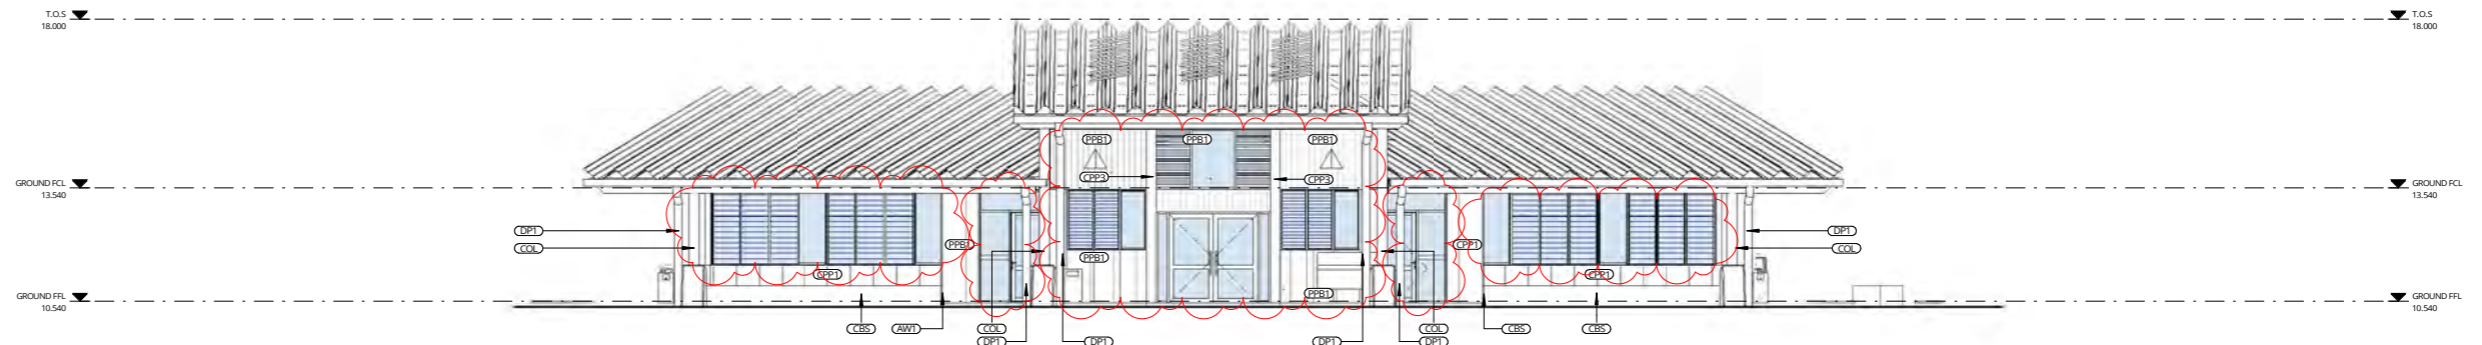 T.O.S
18.000
T.O.S
18.000
PPB1
PPB1
PPB1
CPP3
CPP3
GROUND FCL
13.540
GROUND FCL
13.540
DP1
COL
PPB1
CPP1
DP1
COL
PPB1
CPP1
CPP1
PPB1
GROUND FFL
10.540
GROUND FFL
10.540
CBS
AW1
COL
COL
CBS
CBS
DP1
DP1
DP1
DP1